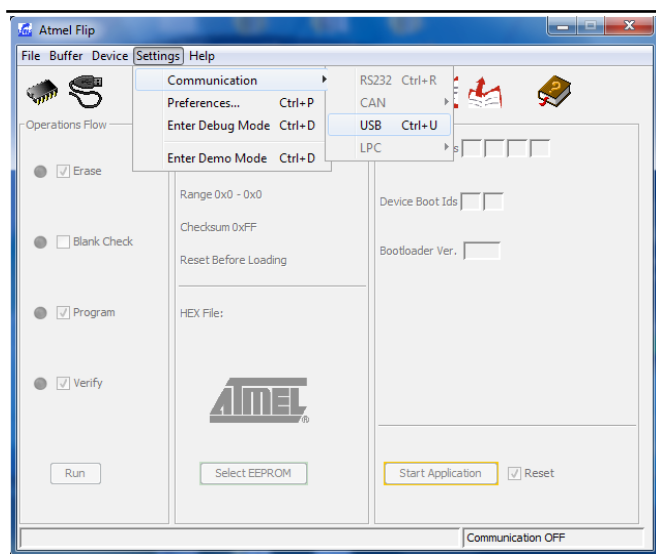 Atmel Flip
File Buffer Device Settings Help
Communication
Preferences... Ctrl+P
Enter Debug Mode Ctrl+D
Enter Demo Mode Ctrl+D
RS232 Ctrl+R
CAN
USB Ctrl+U
LPC
Operations Flow
Erase
Blank Check
Program
Verify
Run
Range 0x0 - 0x0
Checksum 0xFF
Reset Before Loading
HEX File:
ATMEL ®
Select EEPROM
s
Device Boot Ids
Bootloader Ver.
Start Application
Reset
Communication OFF